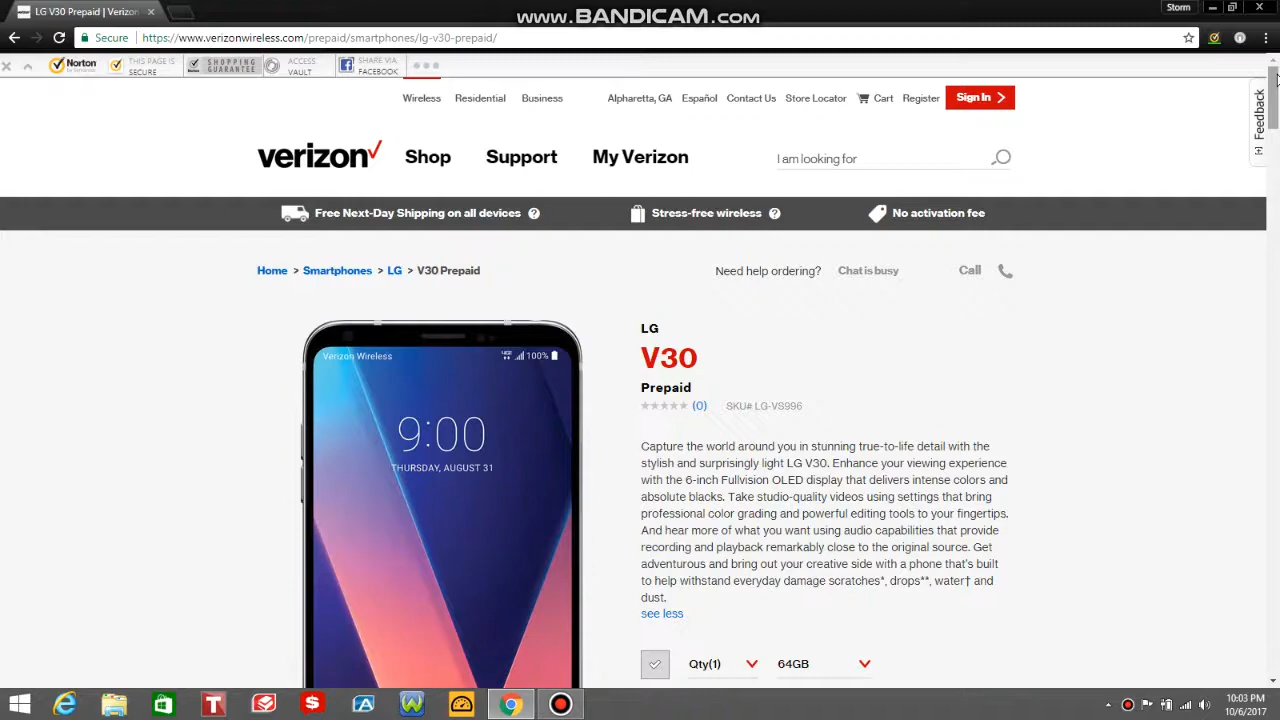 LG V30 Prepaid | Verizon
www.BANDICAM.com
Storm
Secure https://www.verizonwireless.com/prepaid/smartphones/lg-v30-prepaid/
Norton by Symantec
THIS PAGE IS SECURE
SHOPPING GUARANTEE
ACCESS VAULT
SHARE VIA FACEBOOK
Wireless Residential Business Alpharetta, GA Español Contact Us Store Locator Cart Register Sign In
[+] Feedback
verizon Shop Support My Verizon I am looking for
Free Next-Day Shipping on all devices ? Stress-free wireless ? No activation fee
Home > Smartphones > LG > V30 Prepaid Need help ordering? Chat is busy Call
LG
V30
Prepaid
(0) SKU# LG-VS996
Verizon Wireless 100%
9:00
THURSDAY, AUGUST 31
Capture the world around you in stunning true-to-life detail with the
stylish and surprisingly light LG V30. Enhance your viewing experience
with the 6-inch Fullvision OLED display that delivers intense colors and
absolute blacks. Take studio-quality videos using settings that bring
professional color grading and powerful editing tools to your fingertips.
And hear more of what you want using audio capabilities that provide
recording and playback remarkably close to the original source. Get
adventurous and bring out your creative side with a phone that's built
to help withstand everyday damage scratches*, drops**, water† and
dust.
see less
Qty(1) 64GB
10:03 PM
10/6/2017